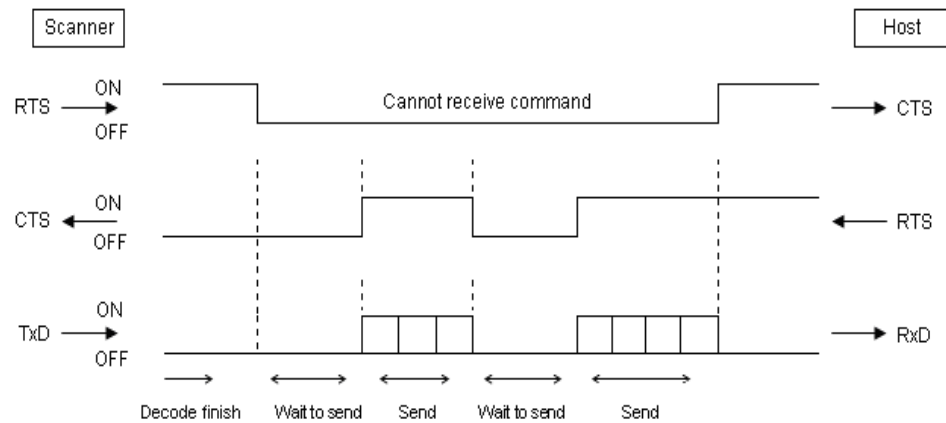 Scanner
Host
ON
RTS
OFF
Cannot receive command
CTS
ON
CTS
OFF
RTS
ON
TxD
OFF
RxD
Decode finish Wait to send Send Wait to send Send